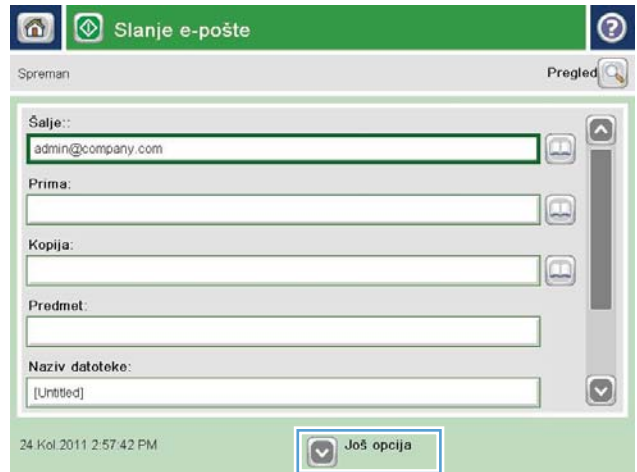 Slanje e-pošte
Spreman
Pregled
Šalje::
admin@company.com
Prima:
Kopija:
Predmet:
Naziv datoteke:
[Untitled]
24.Kol.2011 2:57:42 PM
Još opcija